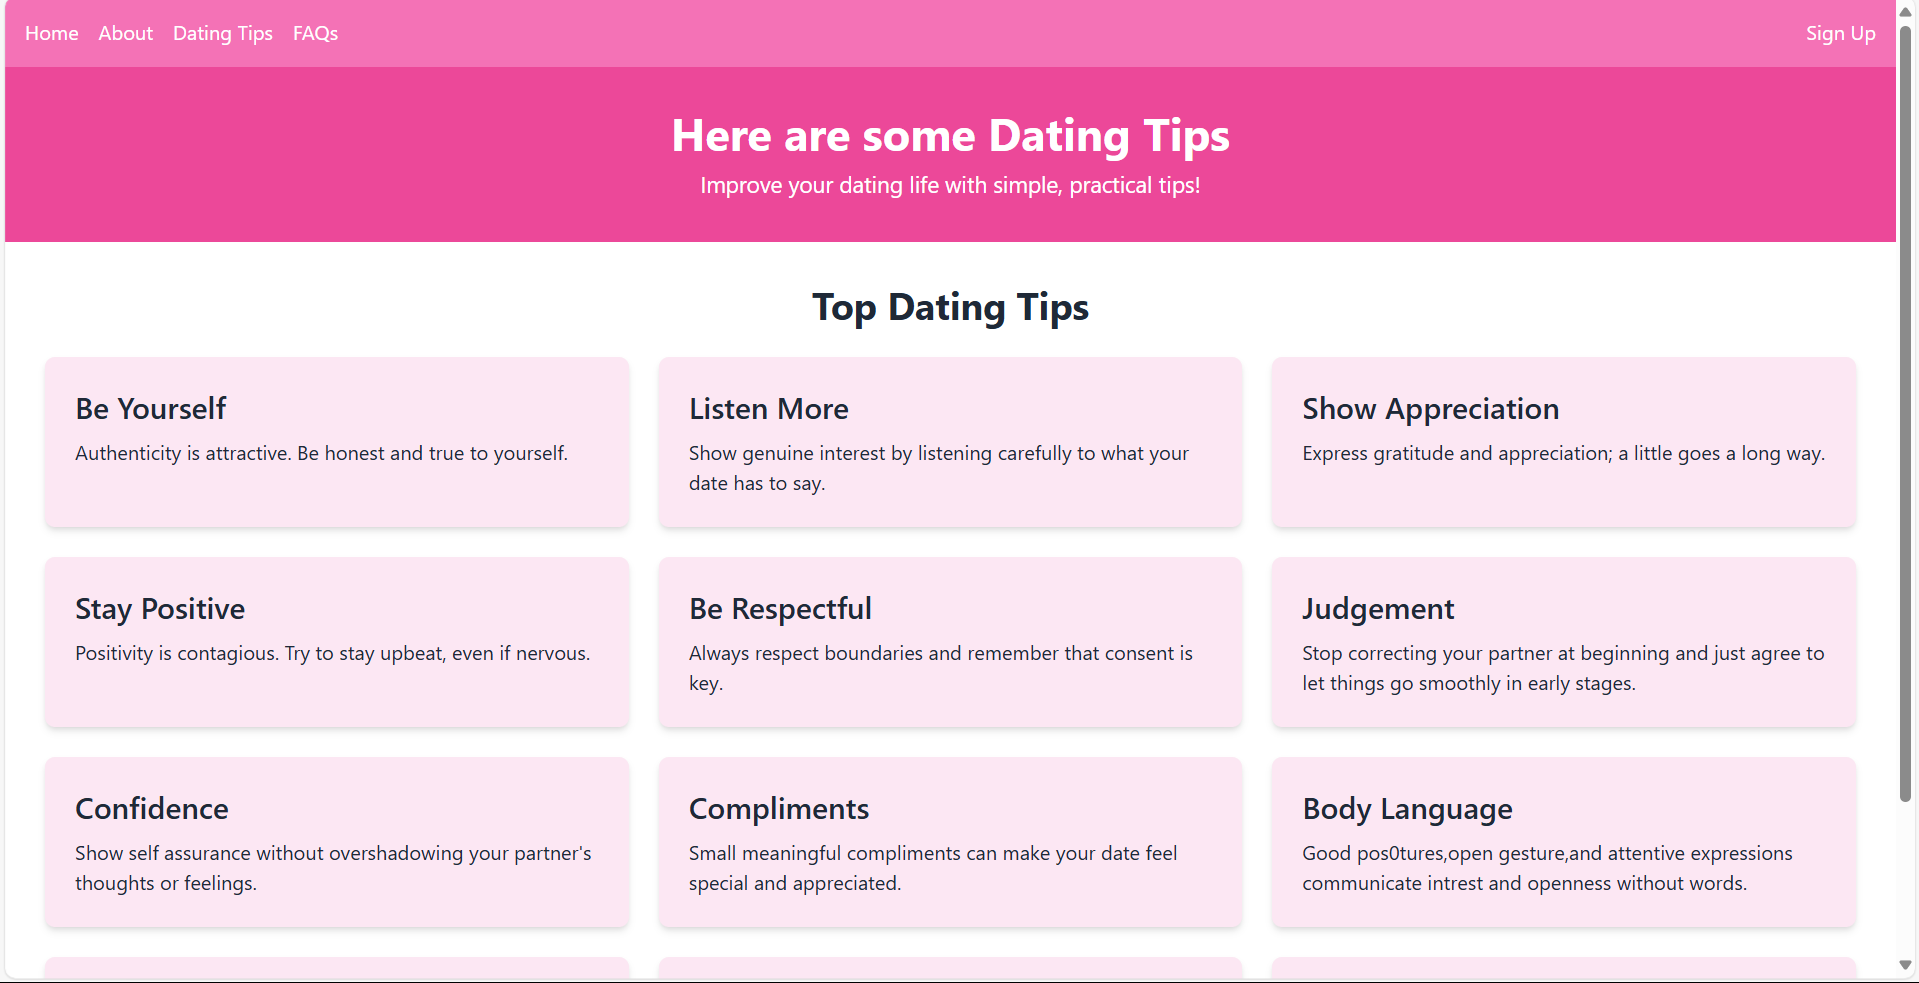 Home About Dating Tips FAQs Sign Up
Here are some Dating Tips
Improve your dating life with simple, practical tips!
Top Dating Tips
Be Yourself
Authenticity is attractive. Be honest and true to yourself.
Listen More
Show genuine interest by listening carefully to what your
date has to say.
Show Appreciation
Express gratitude and appreciation; a little goes a long way.
Stay Positive
Positivity is contagious. Try to stay upbeat, even if nervous.
Be Respectful
Always respect boundaries and remember that consent is
key.
Judgement
Stop correcting your partner at beginning and just agree to
let things go smoothly in early stages.
Confidence
Show self assurance without overshadowing your partner's
thoughts or feelings.
Compliments
Small meaningful compliments can make your date feel
special and appreciated.
Body Language
Good pos0tures,open gesture,and attentive expressions
communicate intrest and openness without words.